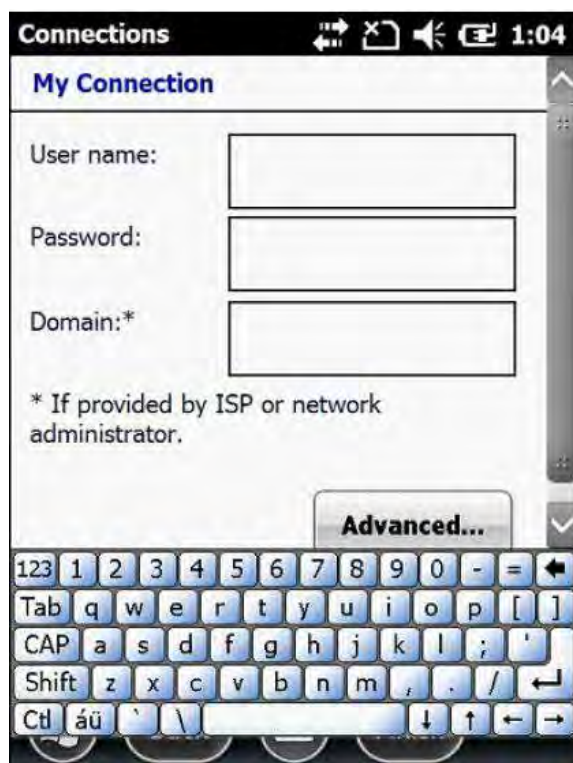 Connections 1:04
My Connection
User name:
Password:
Domain:*
* If provided by ISP or network
administrator.
Advanced...
123 1 2 3 4 5 6 7 8 9 0 - =
Tab q w e r t y u i o p [ ]
CAP a s d f g h j k l ; '
Shift z x c v b n m , . /
Ctl áü ` \